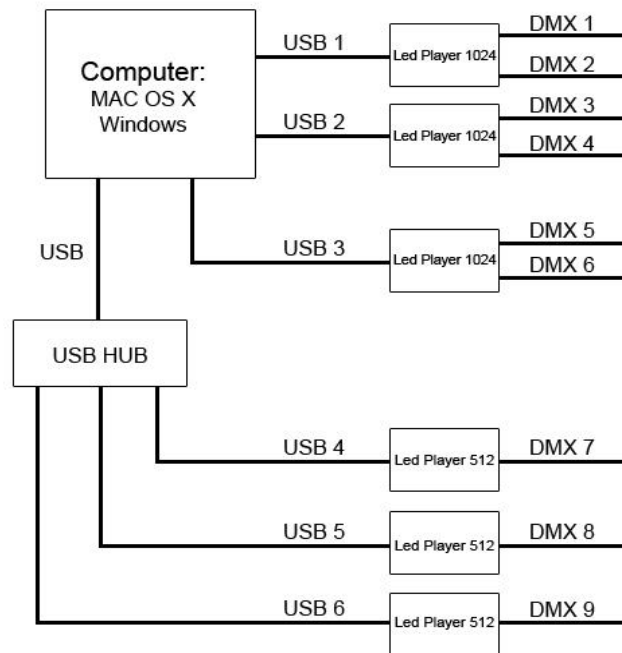 Computer:
MAC OS X
Windows
USB 1
Led Player 1024
DMX 1
DMX 2
USB 2
Led Player 1024
DMX 3
DMX 4
USB
USB 3
Led Player 1024
DMX 5
DMX 6
USB HUB
USB 4
Led Player 512
DMX 7
USB 5
Led Player 512
DMX 8
USB 6
Led Player 512
DMX 9